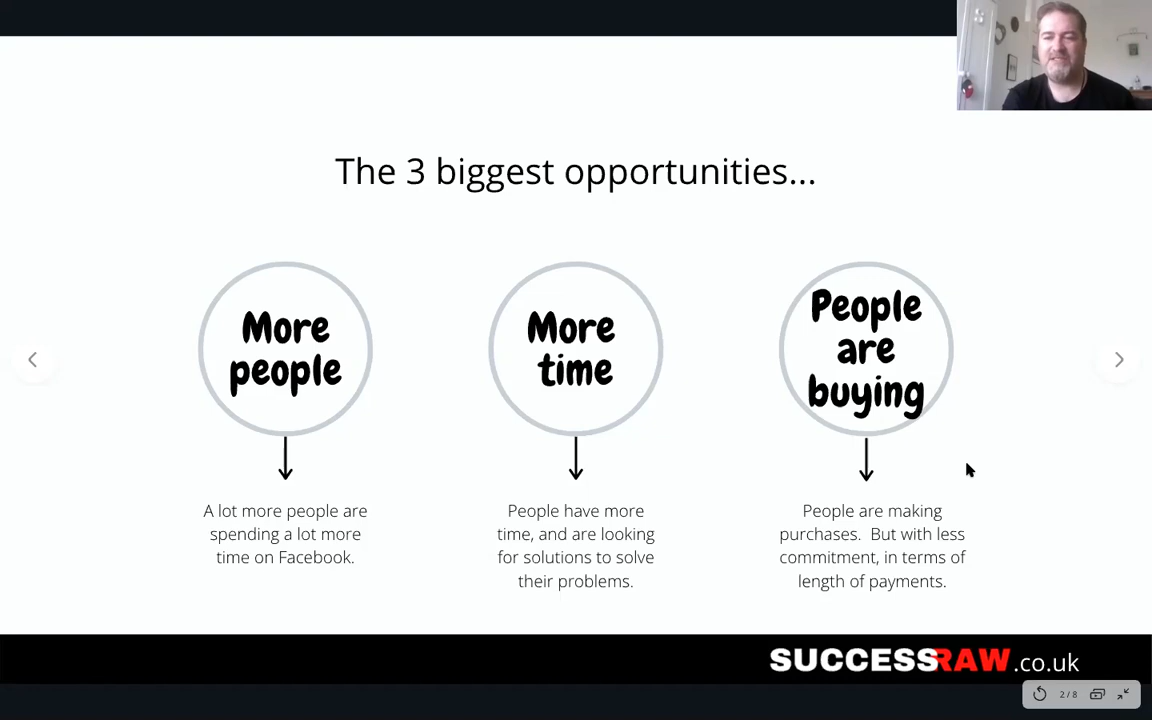 The 3 biggest opportunities...
More
people
More
time
People
are
buying
A lot more people are
spending a lot more
time on Facebook.
People have more
time, and are looking
for solutions to solve
their problems.
People are making
purchases.  But with less
commitment, in terms of
length of payments.
SUCCESSRAW.co.uk
2/8